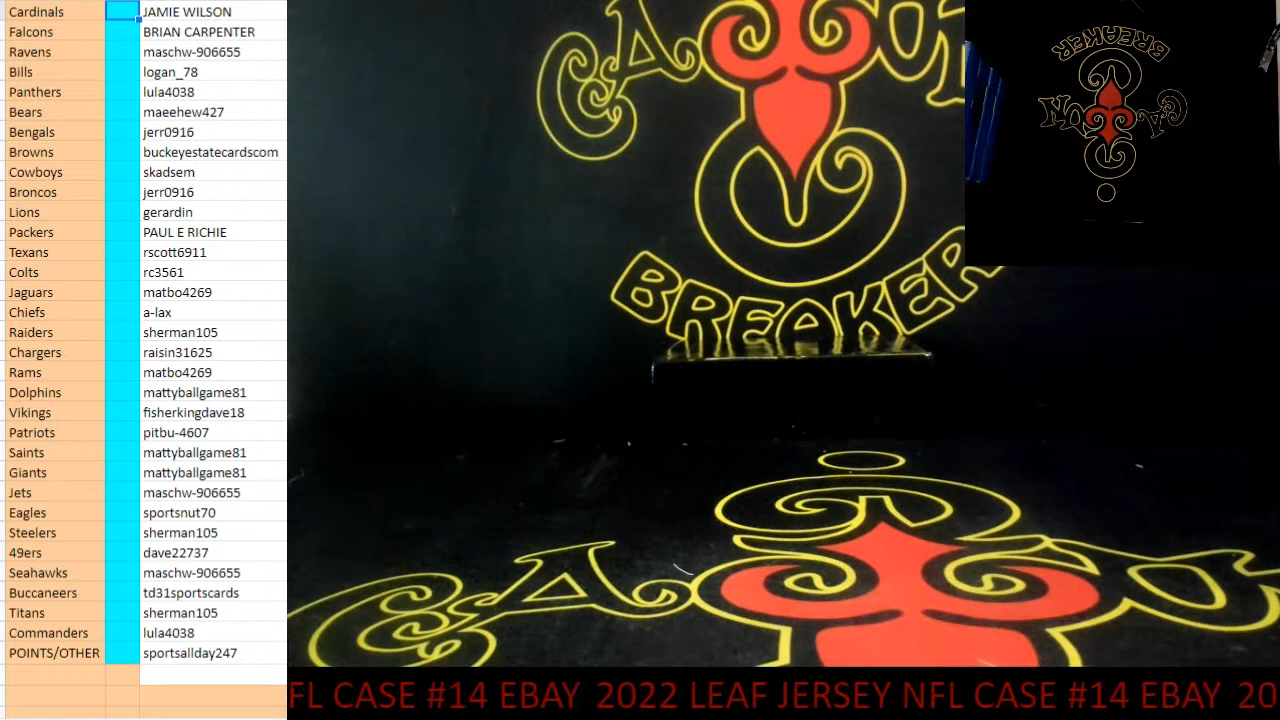 Cardinals JAMIE WILSON
Falcons BRIAN CARPENTER
Ravens maschw-906655
Bills logan_78
Panthers lula4038
Bears maeehew427
Bengals jerr0916
Browns buckeyestatecardscom
Cowboys skadsem
Broncos jerr0916
Lions gerardin
Packers PAUL E RICHIE
Texans rscott6911
Colts rc3561
Jaguars matbo4269
Chiefs a-lax
Raiders sherman105
Chargers raisin31625
Rams matbo4269
Dolphins mattyballgame81
Vikings fisherkingdave18
Patriots pitbu-4607
Saints mattyballgame81
Giants mattyballgame81
Jets maschw-906655
Eagles sportsnut70
Steelers sherman105
49ers dave22737
Seahawks maschw-906655
Buccaneers td31sportscards
Titans sherman105
Commanders lula4038
POINTS/OTHER sportsallday247
BREAKER
BREAKER
FL CASE #14 EBAY 2022 LEAF JERSEY NFL CASE #14 EBAY 20